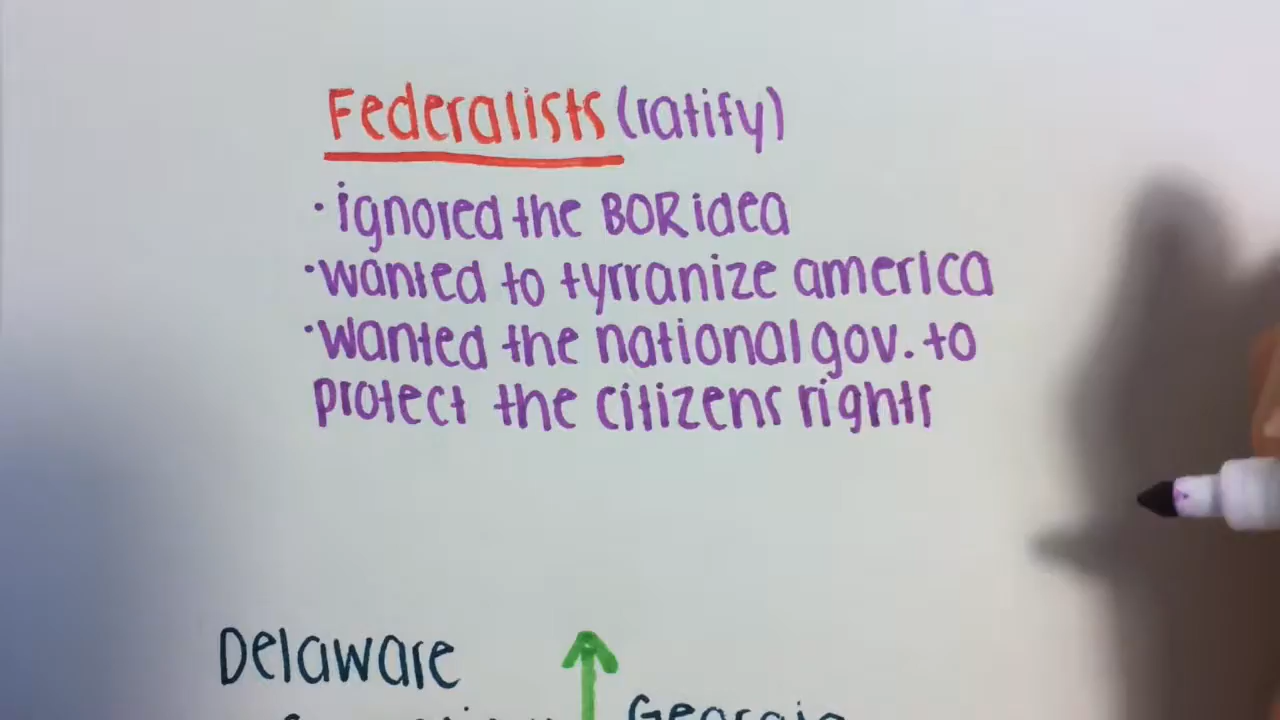 Federalists (ratify)
• ignored the BOR idea
• wanted to tyrranize america
• wanted the national gov. to
protect the citizens rights
Delaware
Georgia